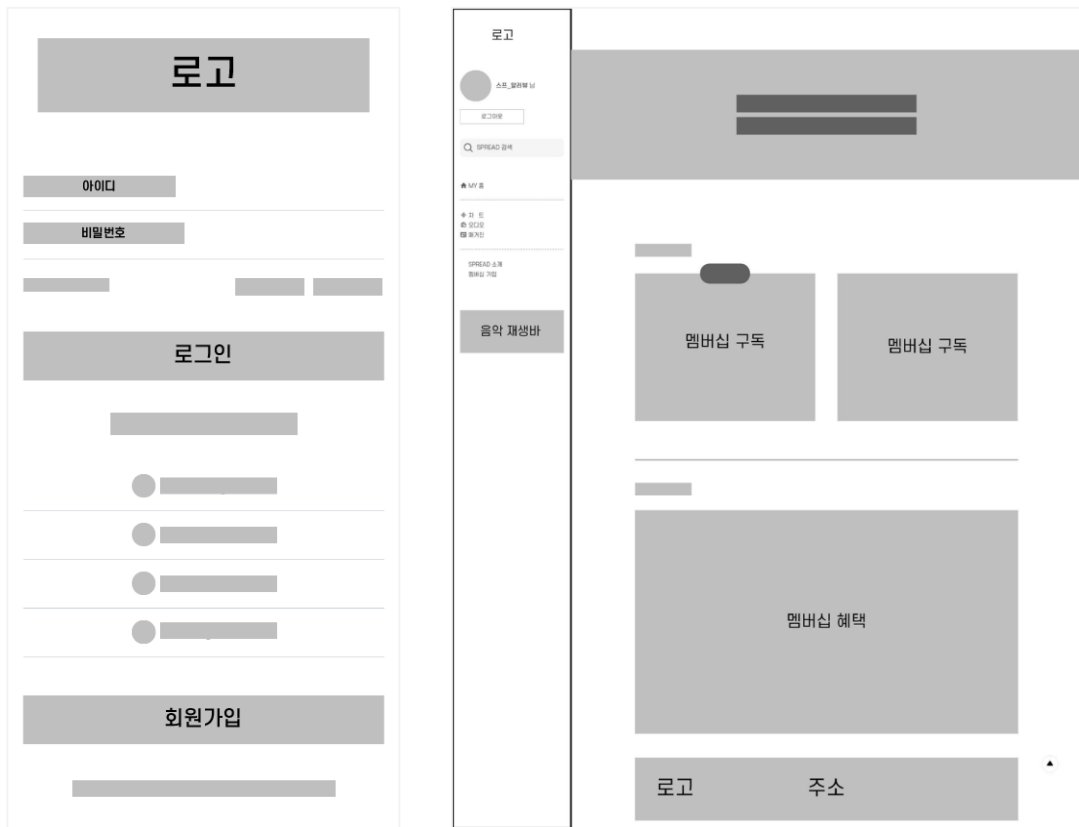 로고
아이디
비밀번호
로그인
회원가입
로고
스프_알러뷰 님
로그아웃
SPREAD 검색
MY 홈
차 트
오디오
매거진
SPREAD 소개
멤버십 가입
음악 재생바
멤버십 구독
멤버십 구독
멤버십 혜택
로고 주소